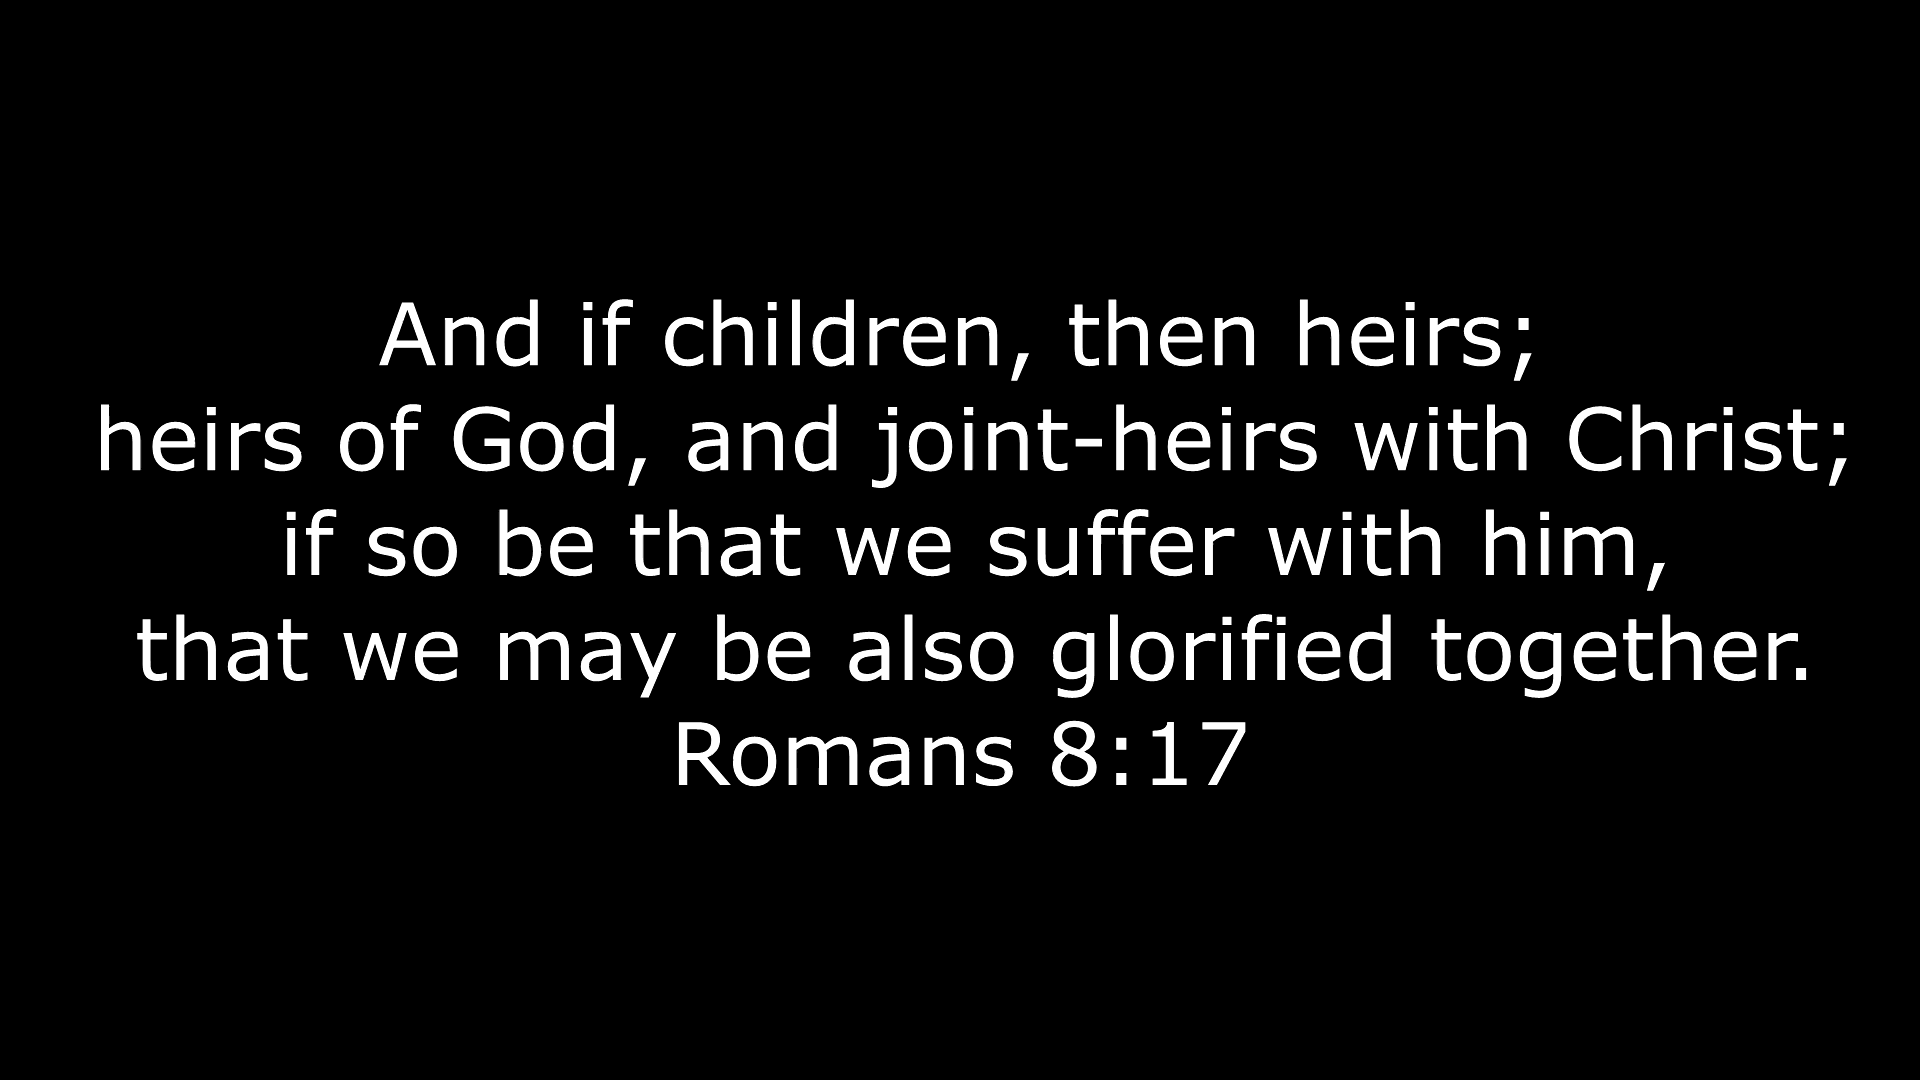 And if children, then heirs;
heirs of God, and joint-heirs with Christ;
if so be that we suffer with him,
that we may be also glorified together.
Romans 8:17